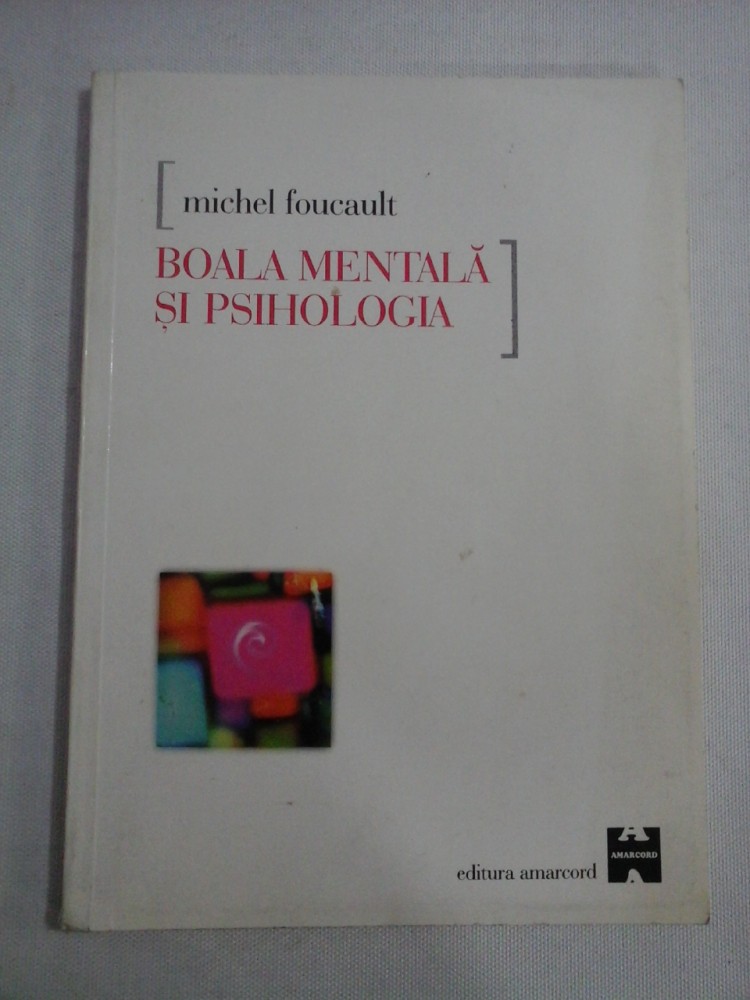 michel foucault
BOALA MENTALĂ
ȘI PSIHOLOGIA
editura amarcord
A
AMARCORD
A